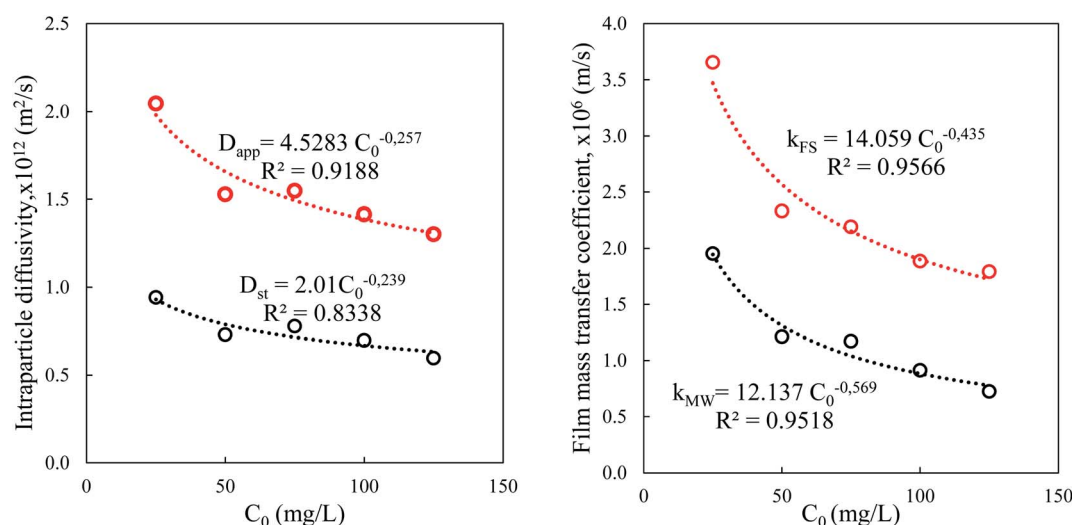 Intraparticle diffusivity,x10¹² (m²/s)
2.5
2.0
1.5
1.0
0.5
0.0
D_app= 4.5283 C₀^-0,257
R² = 0.9188
D_st = 2.01C₀^-0,239
R² = 0.8338
0 50 100 150
C₀ (mg/L)
Film mass transfer coefficient, x10⁶ (m/s)
4.0
3.5
3.0
2.5
2.0
1.5
1.0
0.5
0.0
k_FS = 14.059 C₀^-0,435
R² = 0.9566
k_MW= 12.137 C₀^-0,569
R² = 0.9518
0 50 100 150
C₀ (mg/L)